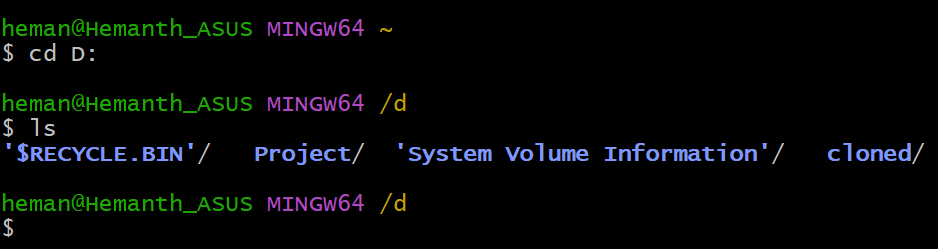 heman@Hemanth_ASUS MINGW64 ~
$ cd D:
heman@Hemanth_ASUS MINGW64 /d
$ ls
'$RECYCLE.BIN'/   Project/  'System Volume Information'/   cloned/
heman@Hemanth_ASUS MINGW64 /d
$